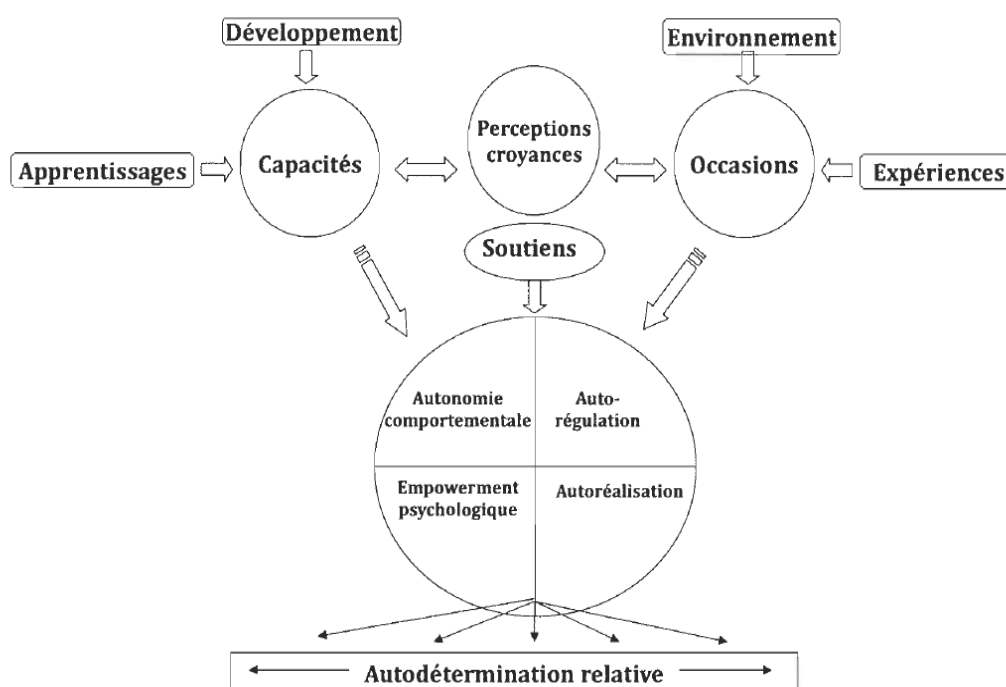 Développement
Environnement
Perceptions
croyances
Apprentissages
Capacités
Occasions
Expériences
Soutiens
Autonomie
comportementale
Auto-
régulation
Empowerment
psychologique
Autoréalisation
Autodétermination relative